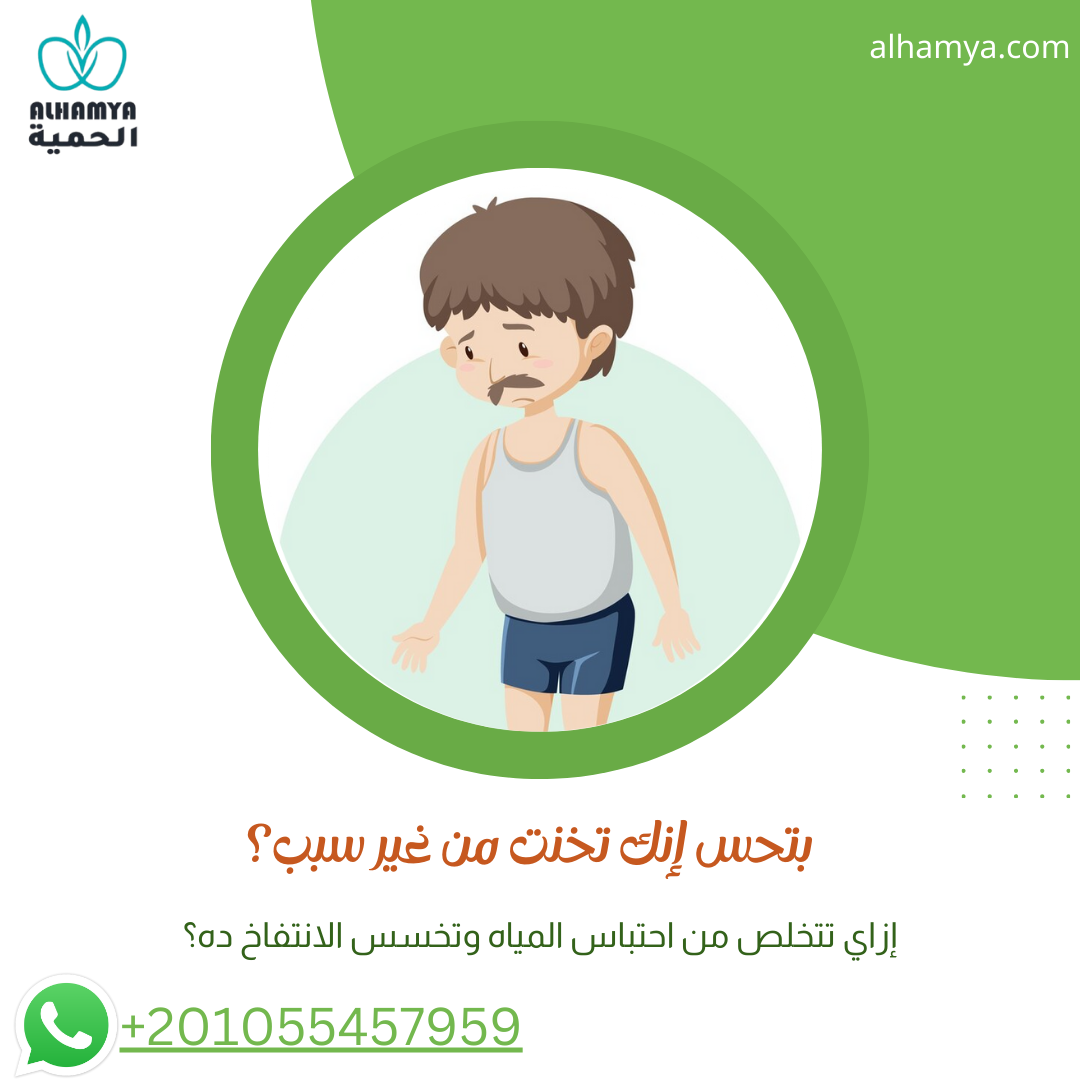 ALHAMYA
الحمية
alhamya.com
بتحس إنك تخنت من غير سبب؟
إزاي تتخلص من احتباس المياه وتخسس الانتفاخ ده؟
+201055457959